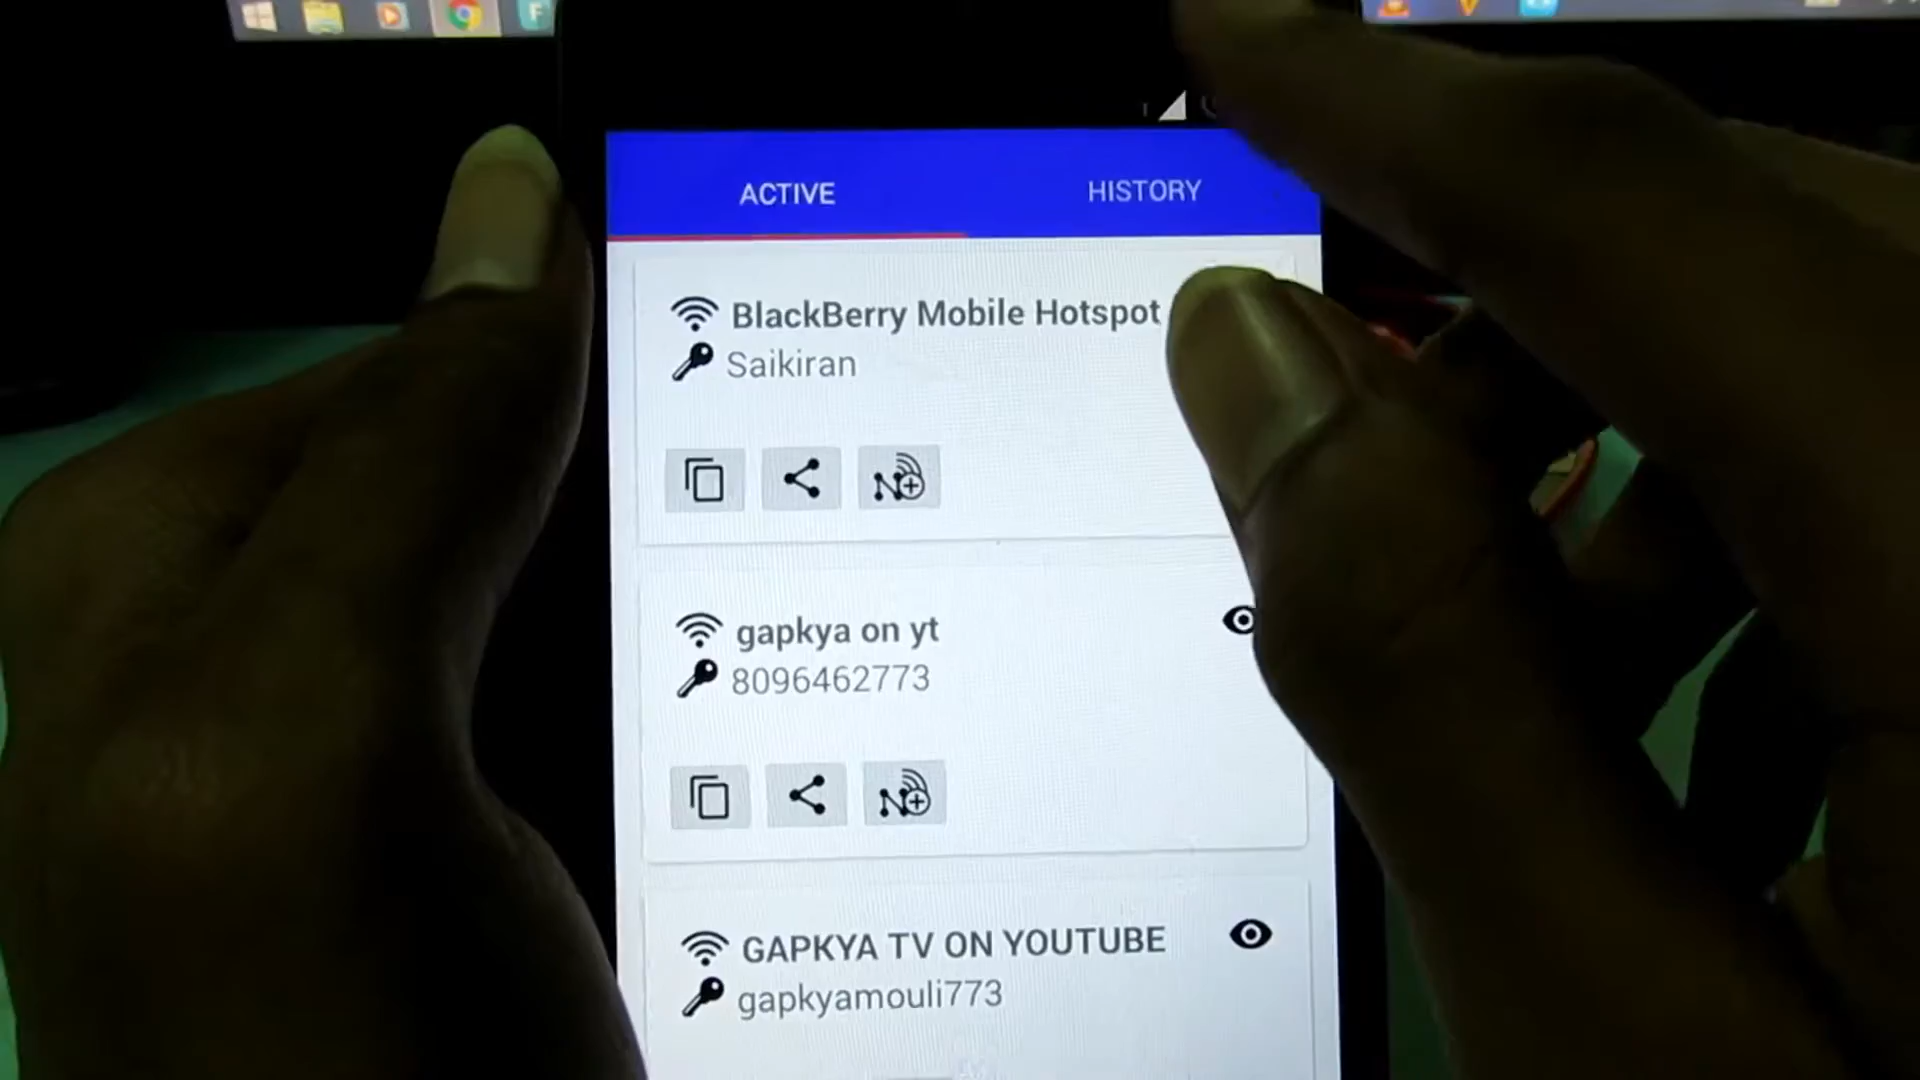 ACTIVE
HISTORY
BlackBerry Mobile Hotspot
Saikiran
gapkya on yt
8096462773
GAPKYA TV ON YOUTUBE
gapkyamouli773